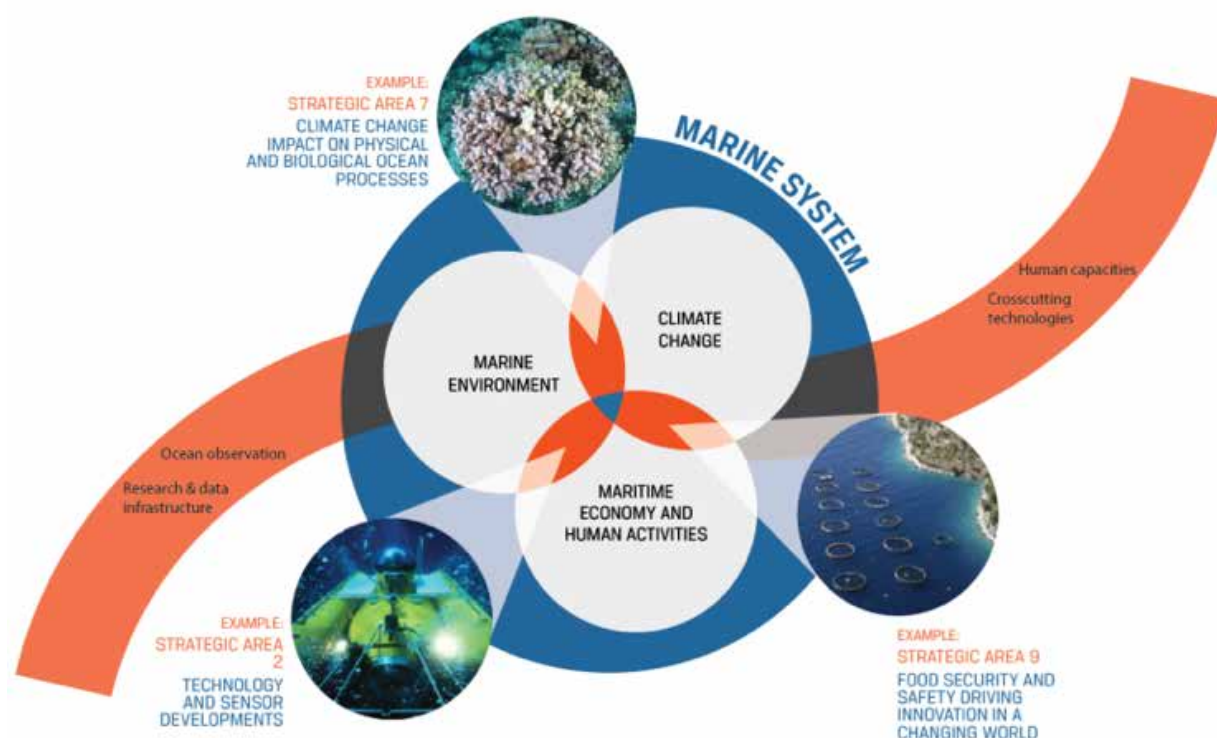 EXAMPLE:
STRATEGIC AREA 7
CLIMATE CHANGE
IMPACT ON PHYSICAL
AND BIOLOGICAL OCEAN
PROCESSES
MARINE SYSTEM
Human capacities
Crosscutting
technologies
CLIMATE
CHANGE
MARINE
ENVIRONMENT
Ocean observation
Research & data
infrastructure
MARITIME
ECONOMY AND
HUMAN ACTIVITIES
EXAMPLE:
STRATEGIC AREA
2
TECHNOLOGY
AND SENSOR
DEVELOPMENTS
EXAMPLE:
STRATEGIC AREA 9
FOOD SECURITY AND
SAFETY DRIVING
INNOVATION IN A
CHANGING WORLD